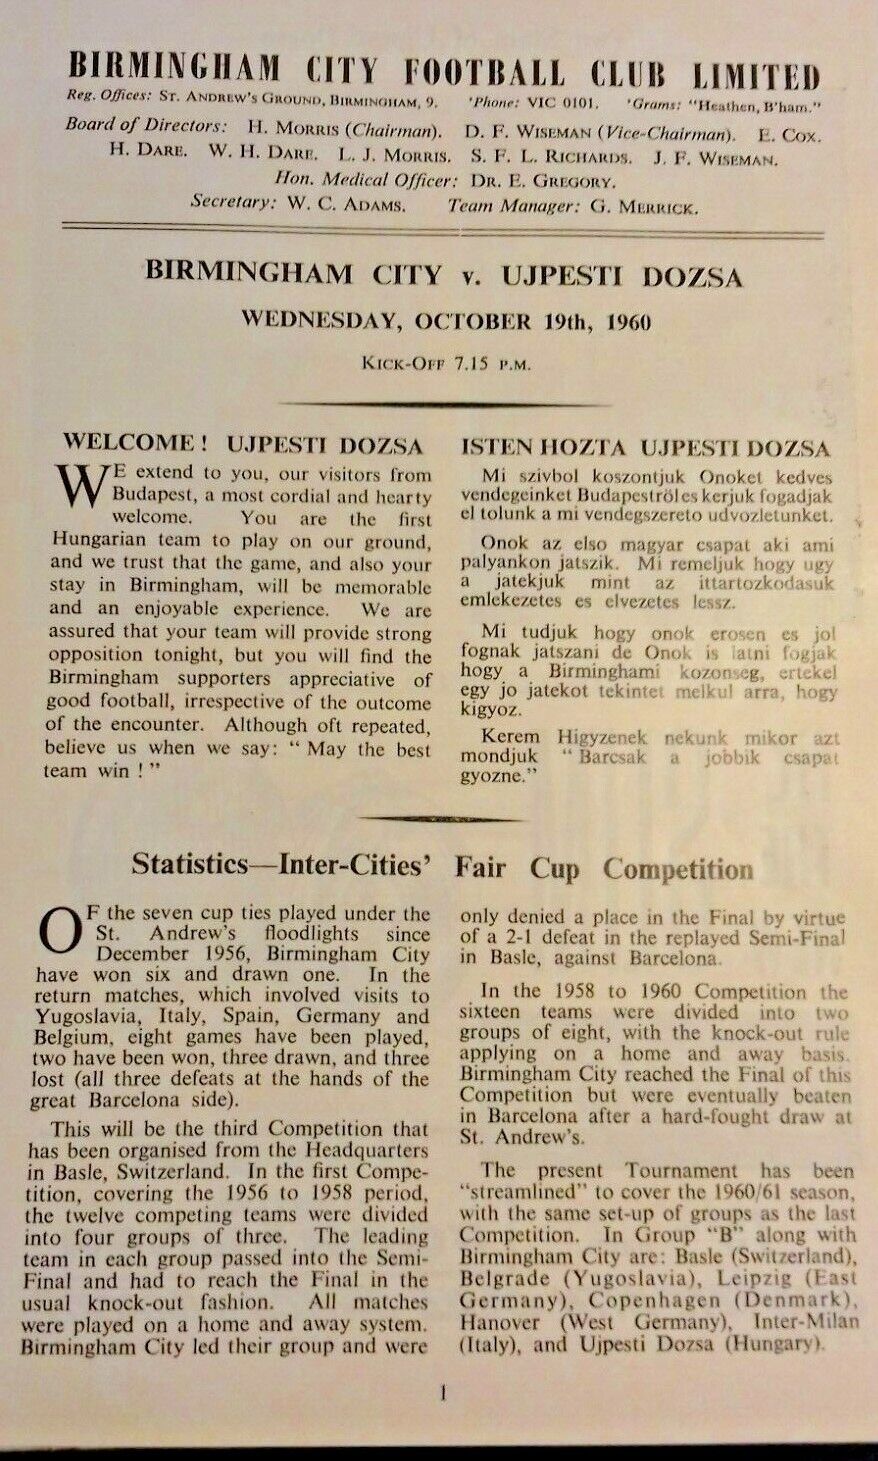 BIRMINGHAM CITY FOOTBALL CLUB LIMITED
Reg. Offices: ST. ANDREW'S GROUND, BIRMINGHAM, 9. 'Phone: VIC 0101. 'Grams: "Heathen, B'ham."
Board of Directors: H. MORRIS (Chairman). D. F. WISEMAN (Vice-Chairman). E. COX.
H. DARE. W. H. DARE. L. J. MORRIS. S. F. L. RICHARDS. J. F. WISEMAN.
Hon. Medical Officer: DR. E. GREGORY.
Secretary: W. C. ADAMS. Team Manager: G. MERRICK.
BIRMINGHAM CITY v. UJPESTI DOZSA
WEDNESDAY, OCTOBER 19th, 1960
KICK-OFF 7.15 P.M.
WELCOME! UJPESTI DOZSA
WE extend to you, our visitors from
Budapest, a most cordial and hearty
welcome. You are the first
Hungarian team to play on our ground,
and we trust that the game, and also your
stay in Birmingham, will be memorable
and an enjoyable experience. We are
assured that your team will provide strong
opposition tonight, but you will find the
Birmingham supporters appreciative of
good football, irrespective of the outcome
of the encounter. Although oft repeated,
believe us when we say: "May the best
team win!"
ISTEN HOZTA UJPESTI DOZSA
Mi szivbol koszontjuk Onoket kedves
vendegeinket Budapeströl es kerjuk fogadjak
el tolunk a mi vendegszereto udvozletunket.
Onok az elso magyar csapat aki ami
palyankon jatszik. Mi remeljuk hogy ugy
a jatekjuk mint az ittartozkodasuk
emlekezetes es elvezetes lessz.
Mi tudjuk hogy onok erosen es jol
fognak jatszani de Onok is latni fogjak
hogy a Birminghami kozonseg, ertekel
egy jo jatekot tekintet melkul arra, hogy
kigyoz.
Kerem Higyzenek nekunk mikor azt
mondjuk "Barcsak a jobbik csapat
gyozne."
Statistics—Inter-Cities' Fair Cup Competition
OF the seven cup ties played under the
St. Andrew's floodlights since
December 1956, Birmingham City
have won six and drawn one. In the
return matches, which involved visits to
Yugoslavia, Italy, Spain, Germany and
Belgium, eight games have been played,
two have been won, three drawn, and three
lost (all three defeats at the hands of the
great Barcelona side).
This will be the third Competition that
has been organised from the Headquarters
in Basle, Switzerland. In the first Compe-
tition, covering the 1956 to 1958 period,
the twelve competing teams were divided
into four groups of three. The leading
team in each group passed into the Semi-
Final and had to reach the Final in the
usual knock-out fashion. All matches
were played on a home and away system.
Birmingham City led their group and were
only denied a place in the Final by virtue
of a 2-1 defeat in the replayed Semi-Final
in Basle, against Barcelona.
In the 1958 to 1960 Competition the
sixteen teams were divided into two
groups of eight, with the knock-out rule
applying on a home and away basis.
Birmingham City reached the Final of this
Competition but were eventually beaten
in Barcelona after a hard-fought draw at
St. Andrew's.
The present Tournament has been
"streamlined" to cover the 1960/61 season,
with the same set-up of groups as the last
Competition. In Group "B" along with
Birmingham City are: Basle (Switzerland),
Belgrade (Yugoslavia), Leipzig (East
Germany), Copenhagen (Denmark),
Hanover (West Germany), Inter-Milan
(Italy), and Ujpesti Dozsa (Hungary).
1